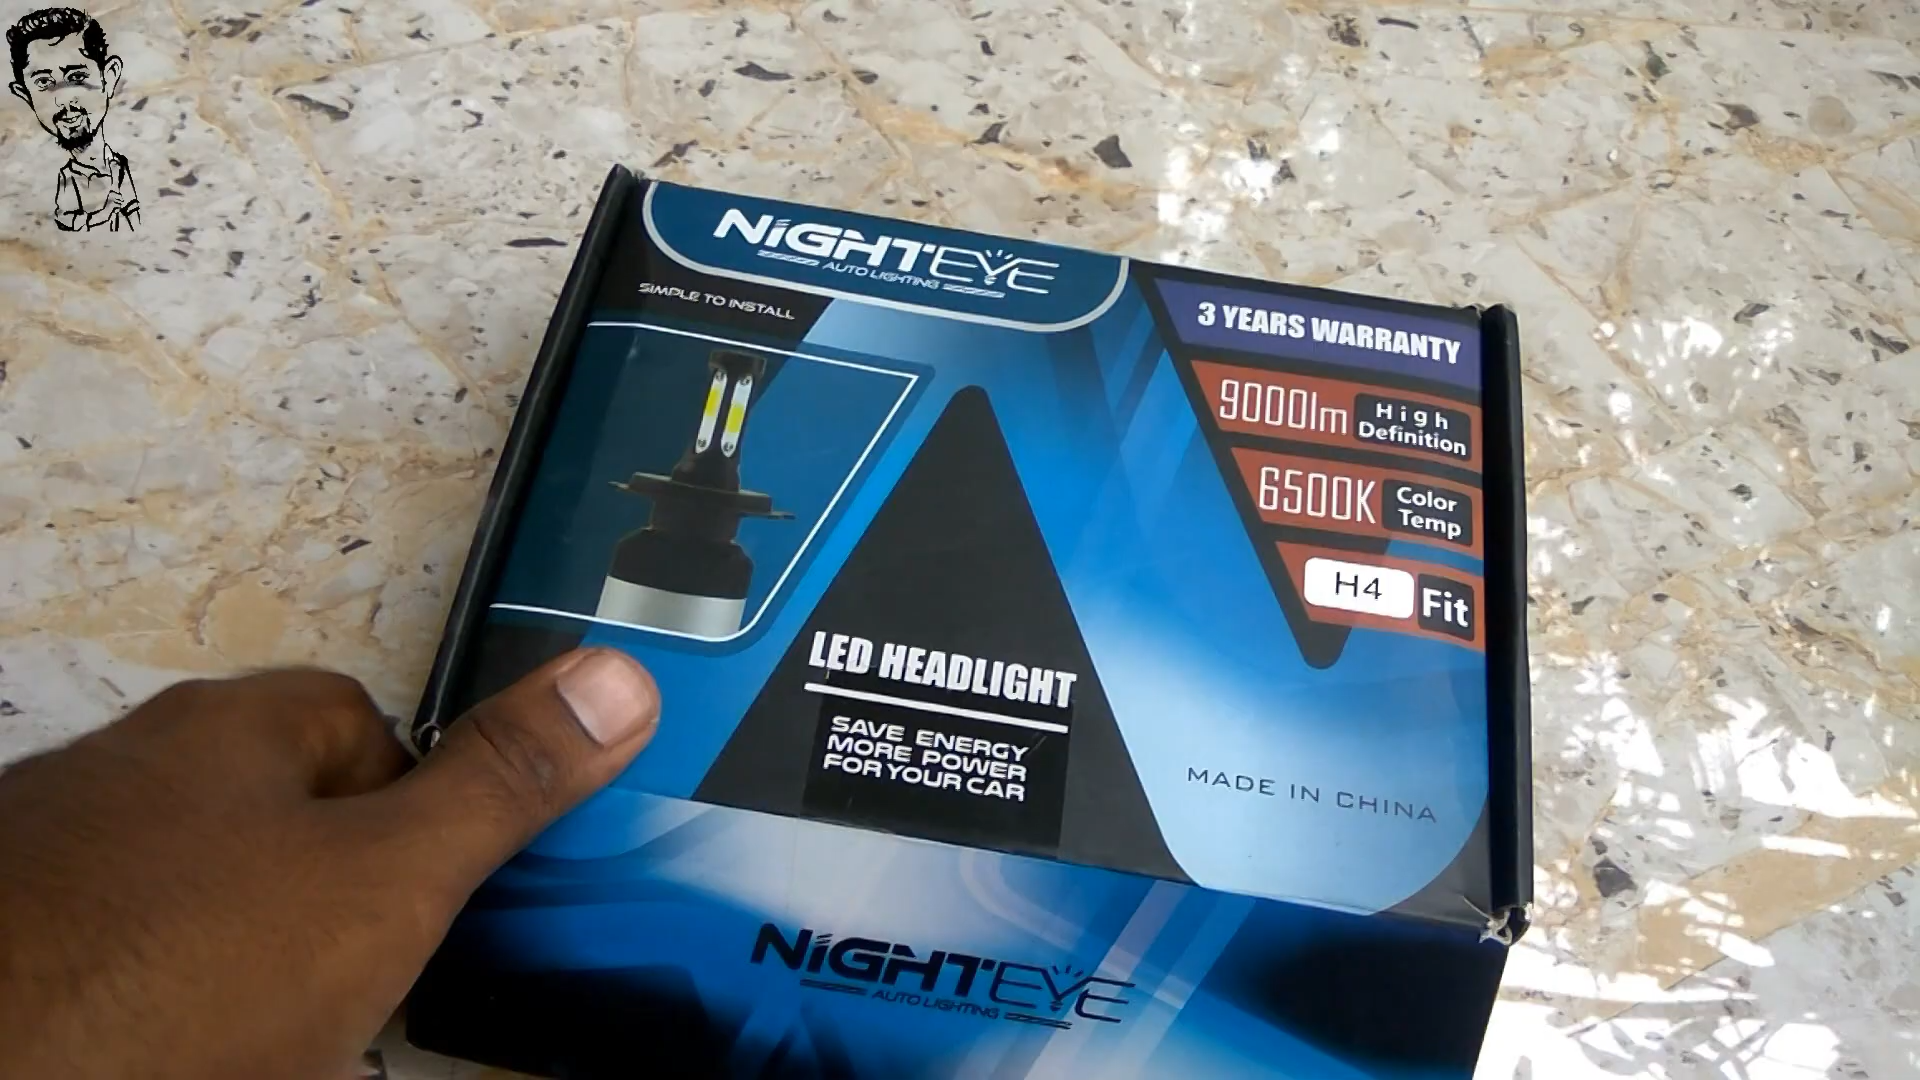 NIGHTEYE
AUTO LIGHTING
SIMPLE TO INSTALL
3 YEARS WARRANTY
9000lm High
Definition
6500K Color
Temp
H4 Fit
LED HEADLIGHT
SAVE ENERGY
MORE POWER
FOR YOUR CAR
MADE IN CHINA
NIGHTEYE
AUTO LIGHTING